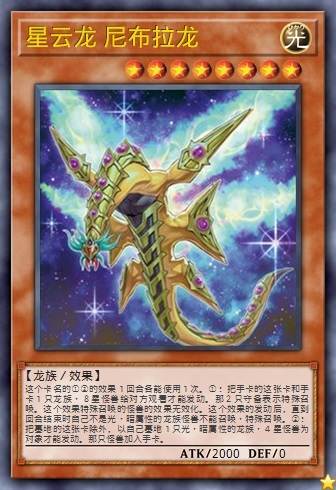 星云龙 尼布拉龙
光
【龙族／效果】
这个卡名的①②的效果１回合各能使用１次。①：把手卡的这张卡和手
卡１只龙族・８星怪兽给对方观看才能发动。那２只守备表示特殊召
唤。这个效果特殊召唤的怪兽的效果无效化。这个效果的发动后，直到
回合结束时自己不是光・暗属性的龙族怪兽不能召唤・特殊召唤。②：
把墓地的这张卡除外，以自己墓地１只光・暗属性的龙族・４星怪兽为
对象才能发动。那只怪兽加入手卡。
ATK/2000 DEF/0